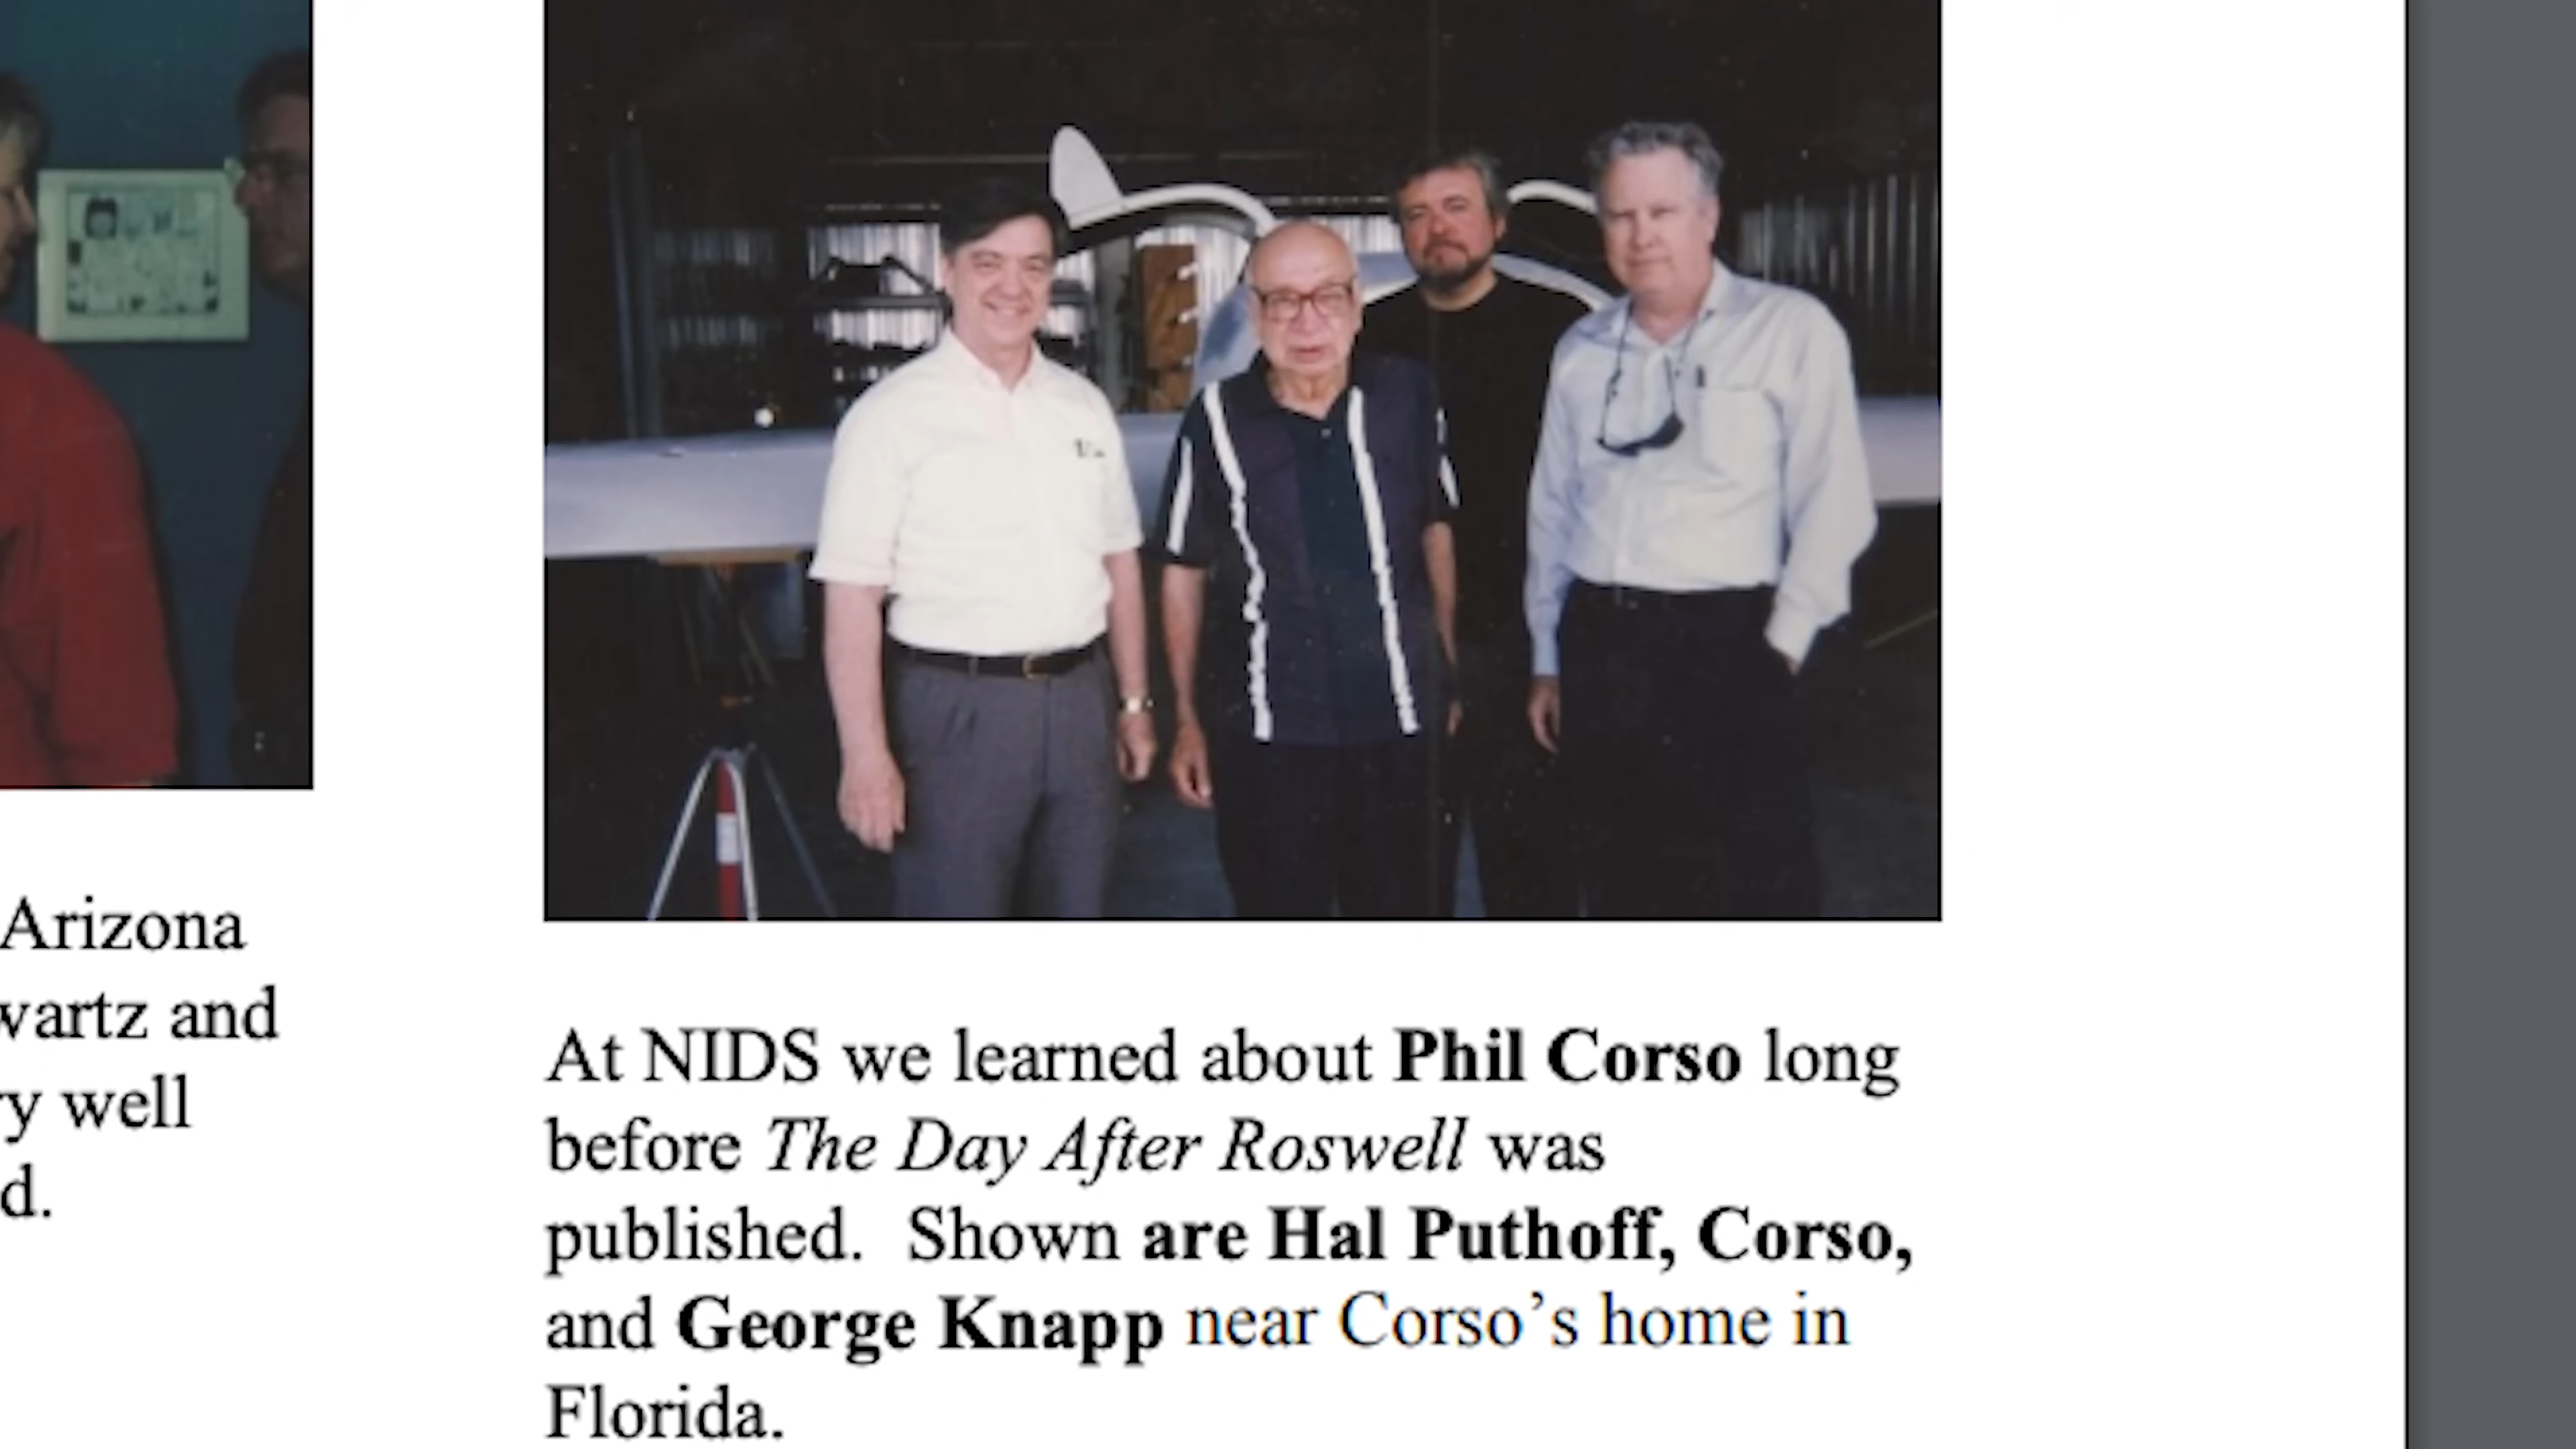 Arizona
wartz and
y well
d.
At NIDS we learned about Phil Corso long
before The Day After Roswell was
published.  Shown are Hal Puthoff, Corso,
and George Knapp near Corso’s home in
Florida.